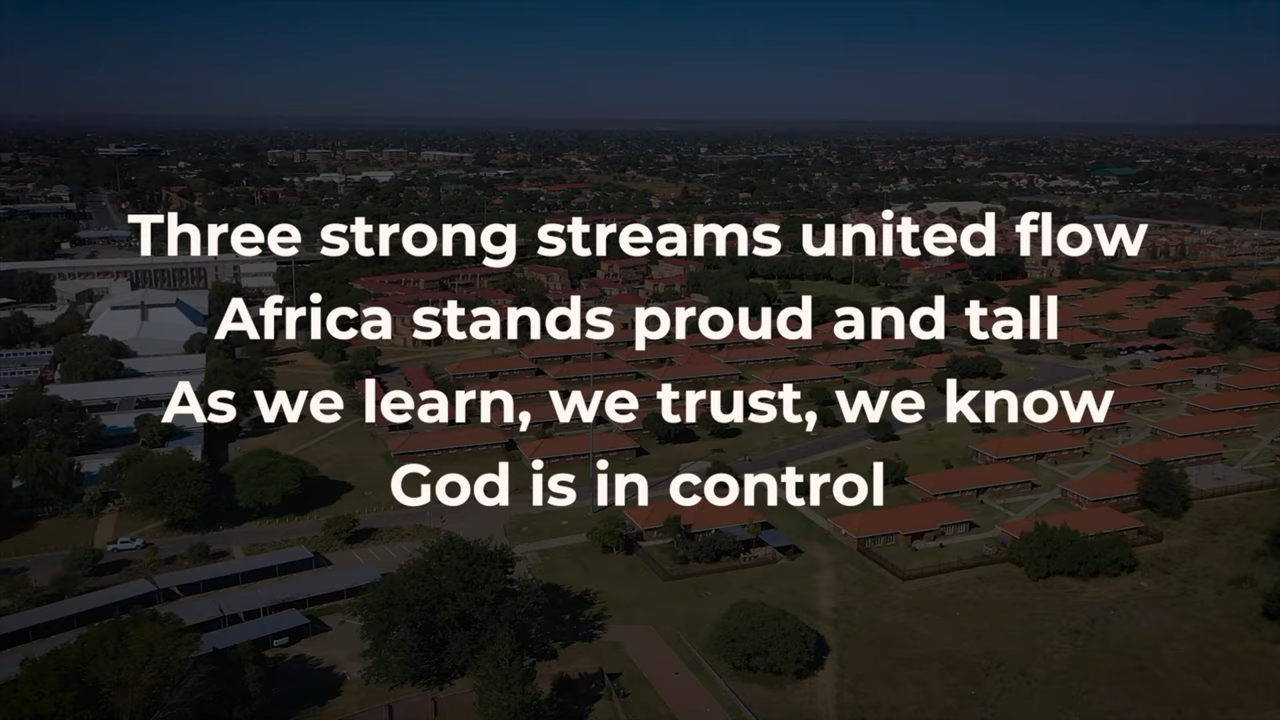 Three strong streams united flow
Africa stands proud and tall
As we learn, we trust, we know
God is in control